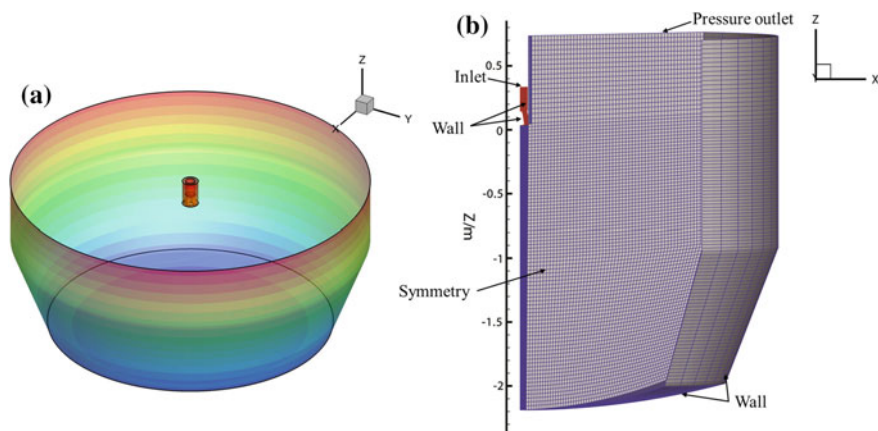 (a)
Z
X
Y
(b)
Pressure outlet
Z
X
Inlet
Wall
Z/m
0.5
0
-0.5
-1
-1.5
-2
Symmetry
Wall